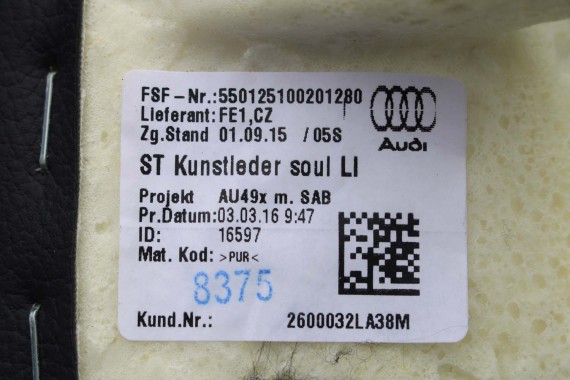 FSF-Nr.:550125100201280
Lieferant:FE1,CZ
Zg.Stand 01.09.15 /05S
Audi
ST Kunstleder soul LI
Projekt AU49x m. SAB
Pr.Datum:03.03.16 9:47
ID: 16597
Mat. Kod: >PUR<
8375
Kund.Nr.: 2600032LA38M